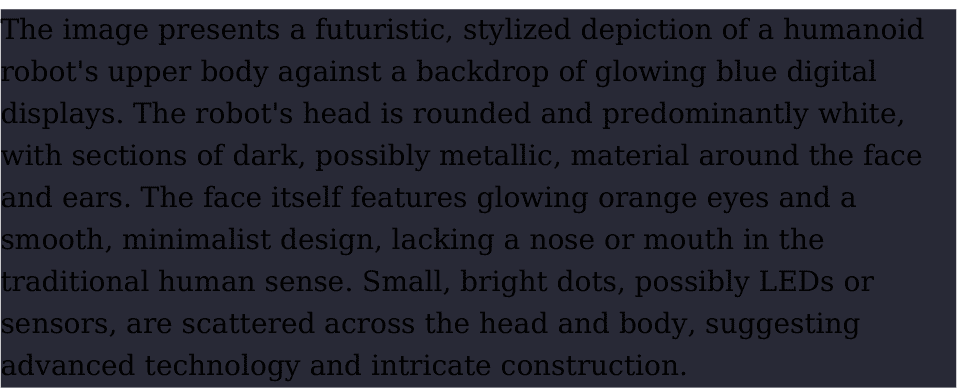 The image presents a futuristic, stylized depiction of a humanoid
robot's upper body against a backdrop of glowing blue digital
displays. The robot's head is rounded and predominantly white,
with sections of dark, possibly metallic, material around the face
and ears. The face itself features glowing orange eyes and a
smooth, minimalist design, lacking a nose or mouth in the
traditional human sense. Small, bright dots, possibly LEDs or
sensors, are scattered across the head and body, suggesting
advanced technology and intricate construction.